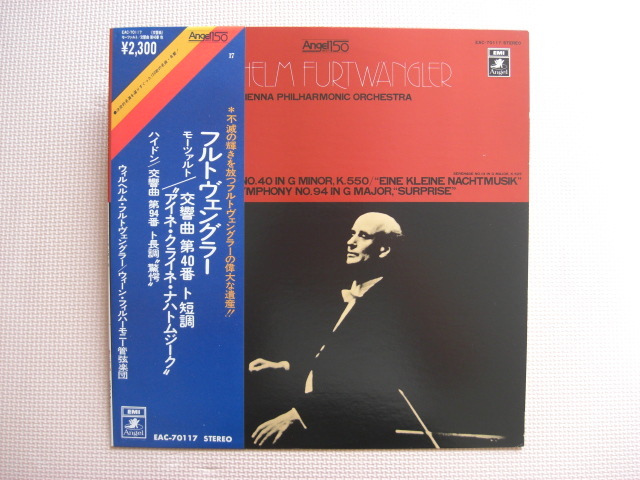 EAC-70117
¥2,300
Angel 150
27
*不滅の輝きを放つフルトヴェングラーの偉大な遺産!!
フルトヴェングラー
モーツァルト/交響曲 第40番 ト短調
“アイネ・クライネ・ナハトムジーク”
ハイドン/交響曲 第94番 ト長調“驚愕”
ウィルヘルム・フルトヴェングラー/ウィーン・フィルハーモニー管弦楽団
EMI
Angel
EAC-70117 STEREO
Angel 150
EAC-70117 STEREO
EMI
Angel
HELM FURTWANGLER
IENNA PHILHARMONIC ORCHESTRA
NO.40 IN G MINOR, K.550/"EINE KLEINE NACHTMUSIK"
YMPHONY NO.94 IN G MAJOR, "SURPRISE"